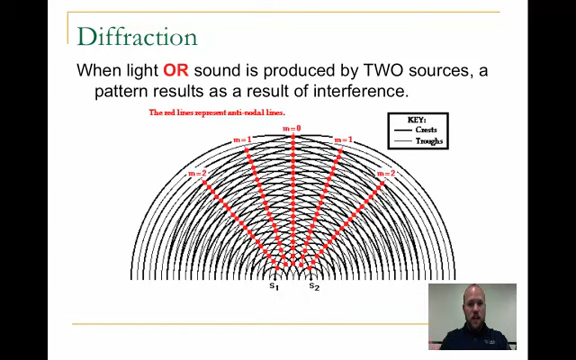 Diffraction
When light OR sound is produced by TWO sources, a
pattern results as a result of interference.
The red lines represent anti-nodal lines.
KEY:
Crests
Troughs
m=0
m=1
m=1
m=2
m=2
S1
S2